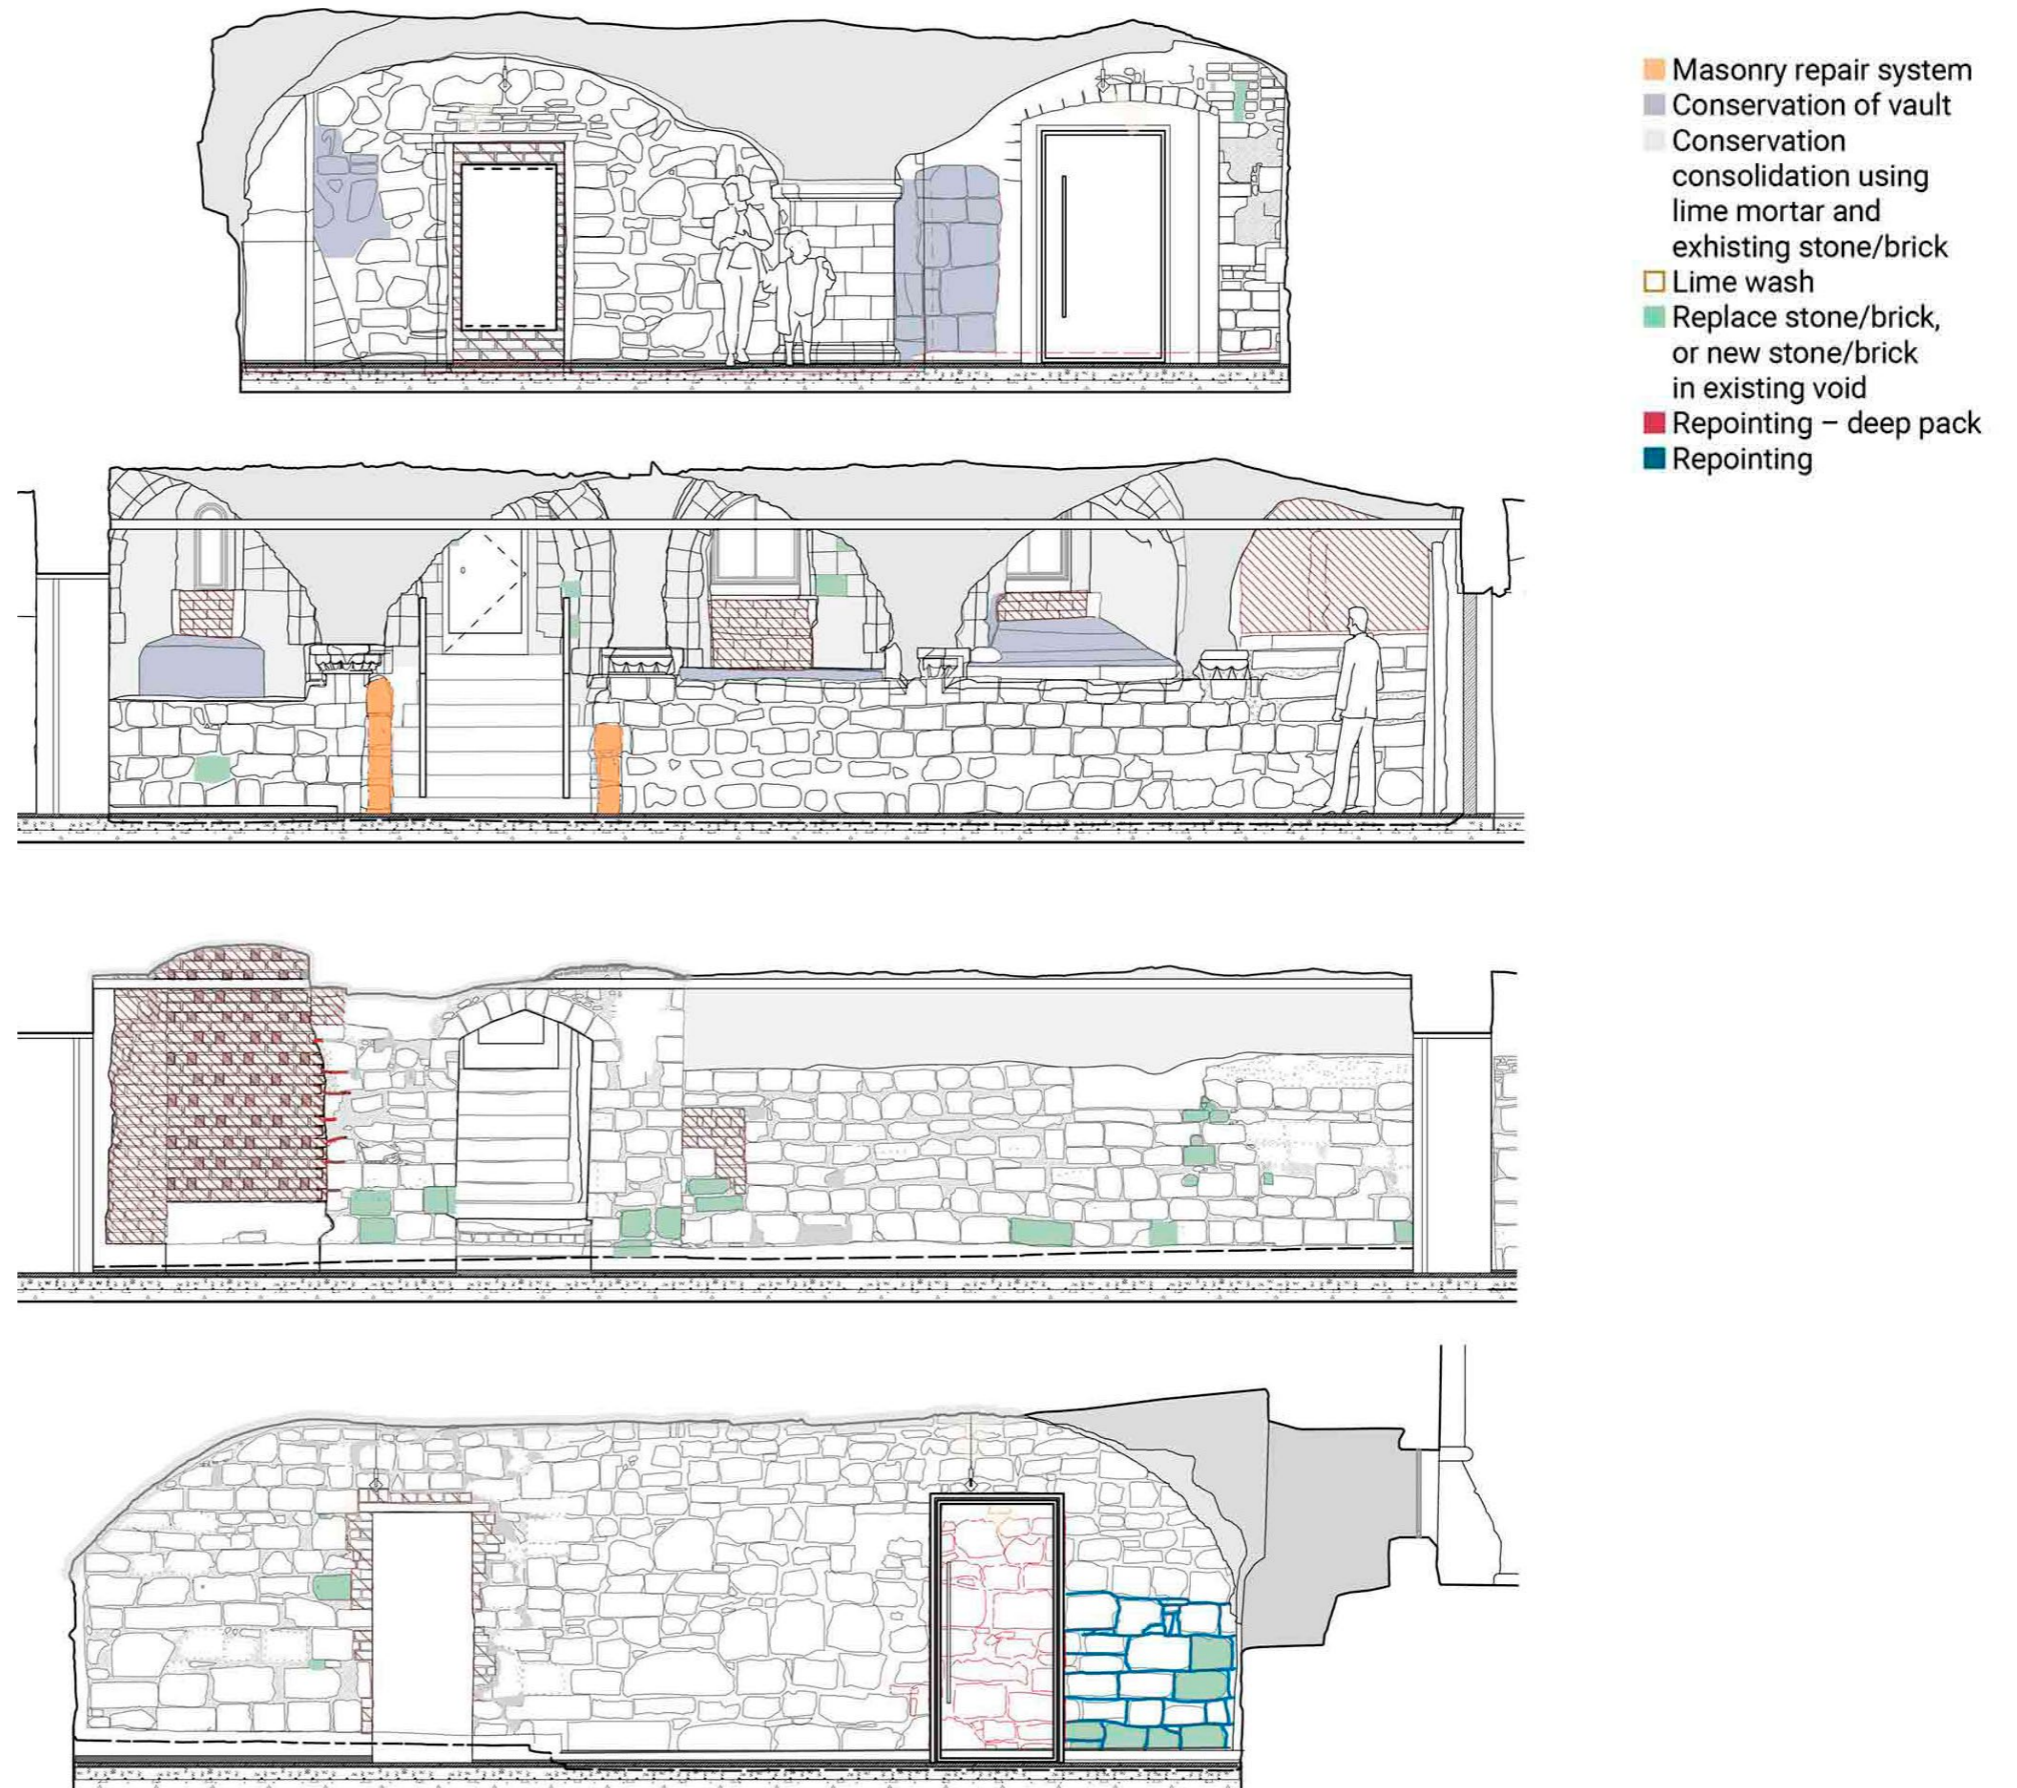 Masonry repair system
Conservation of vault
Conservation
consolidation using
lime mortar and
exhisting stone/brick
Lime wash
Replace stone/brick,
or new stone/brick
in existing void
Repointing – deep pack
Repointing